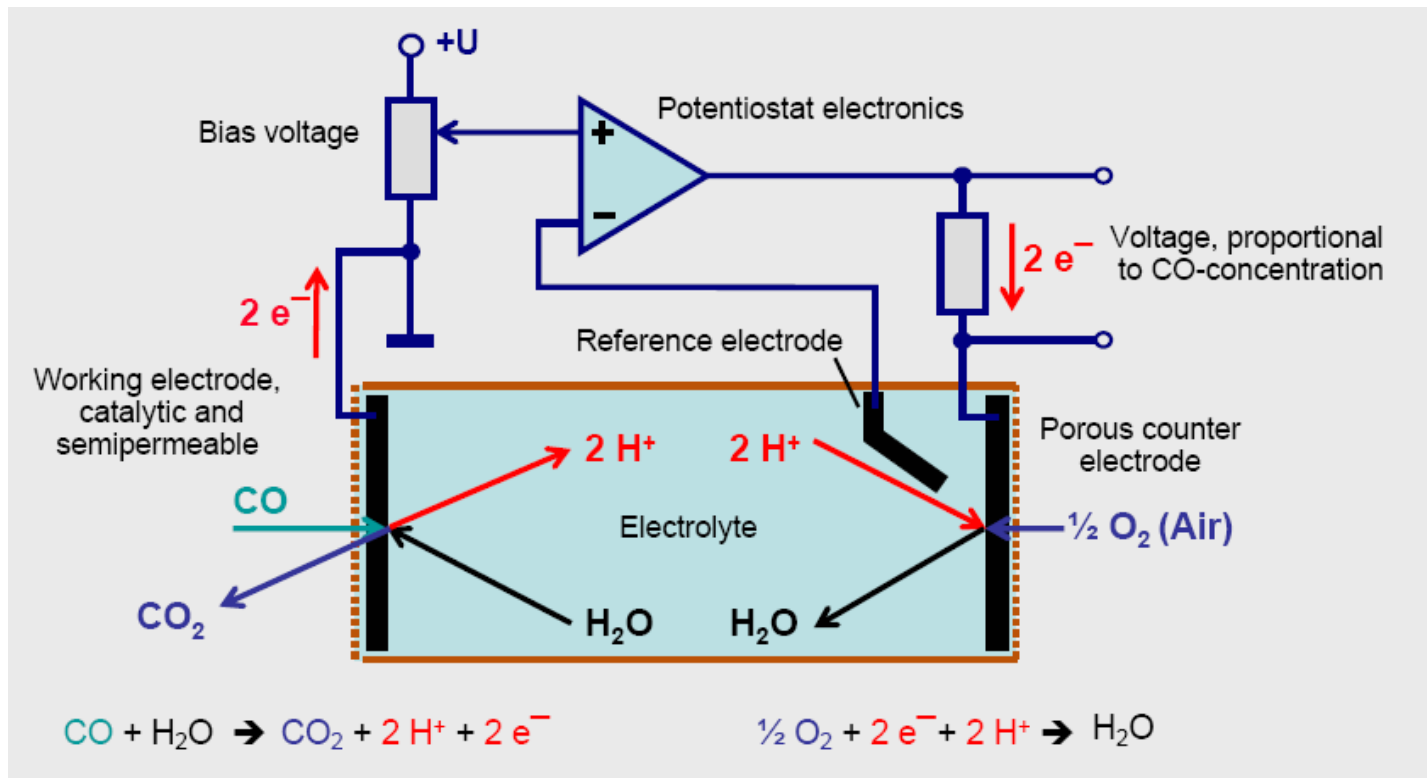 +U
Bias voltage
Potentiostat electronics
+
−
2 e⁻
2 e⁻
Voltage, proportional
to CO-concentration
Reference electrode
Working electrode,
catalytic and
semipermeable
Porous counter
electrode
2 H⁺
2 H⁺
CO
Electrolyte
½ O₂ (Air)
CO₂
H₂O
H₂O
CO + H₂O ➔ CO₂ + 2 H⁺ + 2 e⁻
½ O₂ + 2 e⁻ + 2 H⁺ ➔ H₂O